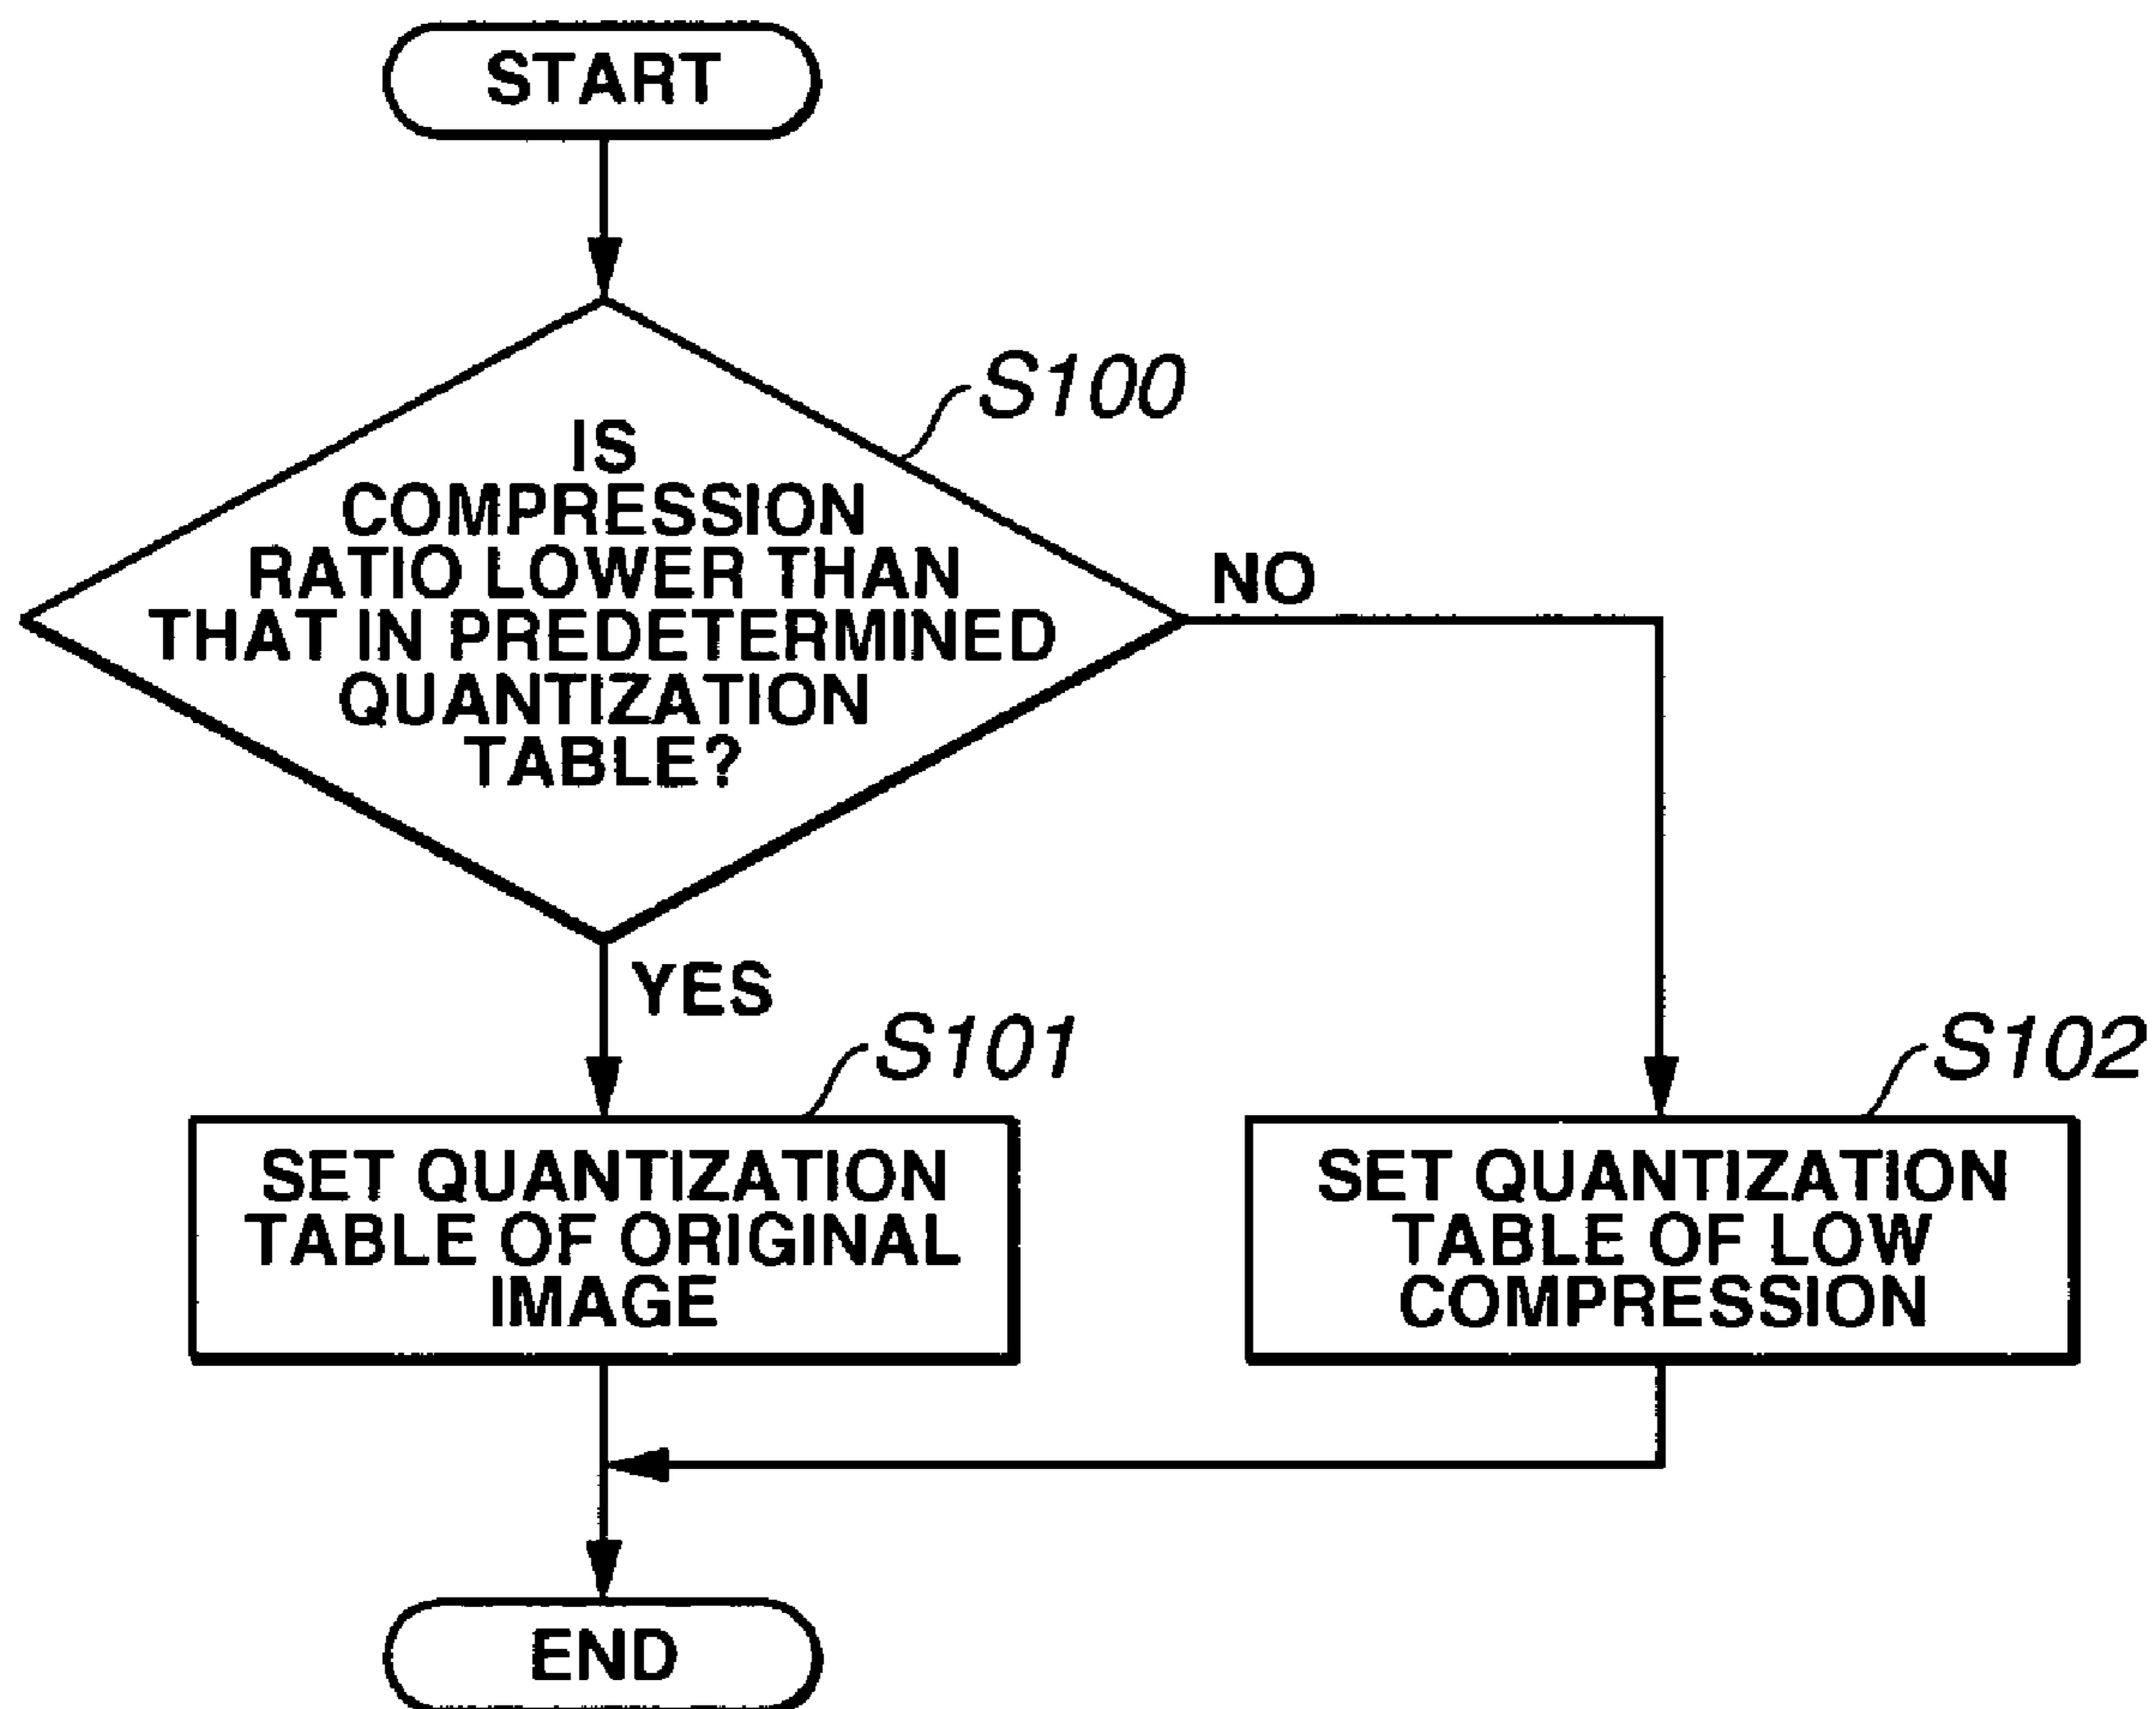 START
S100
IS
COMPRESSION
RATIO LOWER THAN
THAT IN PREDETERMINED
QUANTIZATION
TABLE?
NO
YES
S101
SET QUANTIZATION
TABLE OF ORIGINAL
IMAGE
S102
SET QUANTIZATION
TABLE OF LOW
COMPRESSION
END